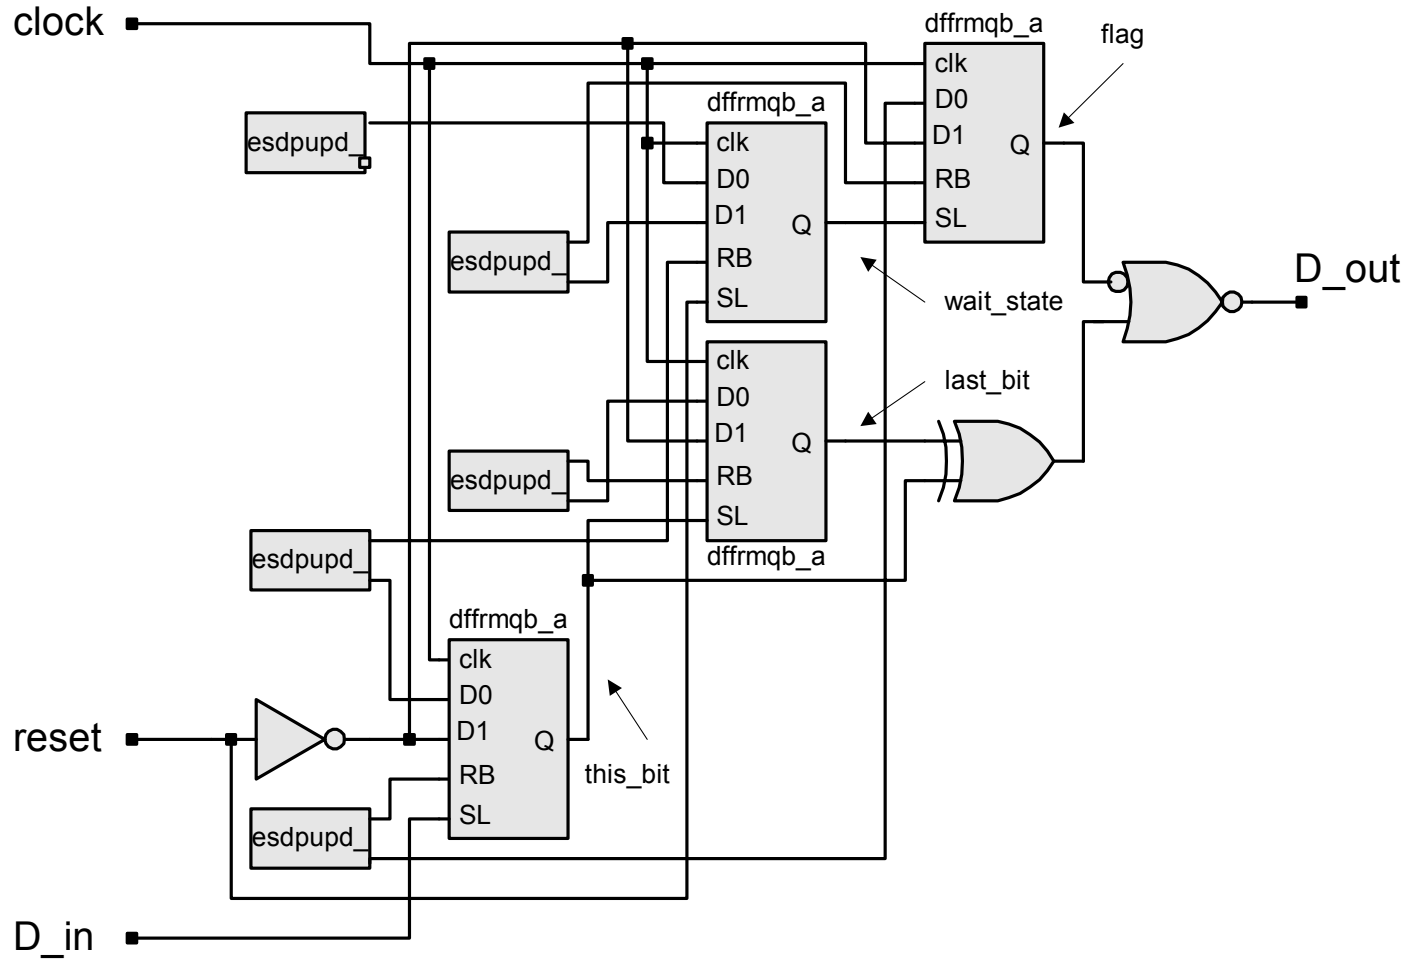 clock
dffrmqb_a
flag
clk
D0
D1
Q
RB
SL
dffrmqb_a
clk
D0
D1
Q
RB
SL
esdpupd_
esdpupd_
wait_state
D_out
clk
D0
D1
Q
RB
SL
dffrmqb_a
last_bit
esdpupd_
esdpupd_
dffrmqb_a
clk
D0
D1
Q
RB
SL
this_bit
reset
esdpupd_
D_in